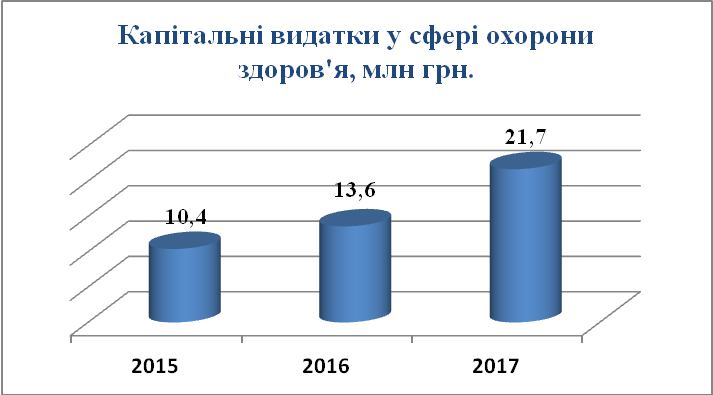 Капітальні видатки у сфері охорони
здоров'я, млн грн.
21,7
13,6
10,4
2015 2016 2017